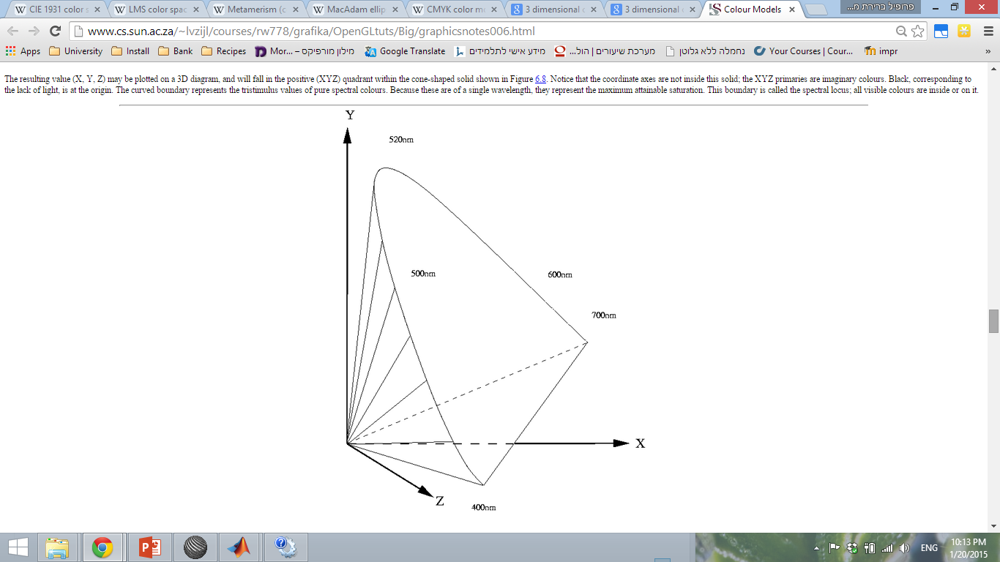 CIE 1931 color s
LMS color spac
Metamerism (c
MacAdam ellip
CMYK color m
3 dimensional c
3 dimensional
Colour Models
פרופיל ברירת מ...
www.cs.sun.ac.za/~lvzijl/courses/rw778/grafika/OpenGLtuts/Big/graphicsnotes006.html
Apps University Install Bank Recipes Mor... – מילון מורפיקס Google Translate מידע אישי לתלמידים מערכת שיעורים | הול... נחמלה ללא גלוטן Your Courses | Cour... impr »
The resulting value (X, Y, Z) may be plotted on a 3D diagram, and will fall in the positive (XYZ) quadrant within the cone-shaped solid shown in Figure 6.8. Notice that the coordinate axes are not inside this solid; the XYZ primaries are imaginary colours. Black, corresponding to
the lack of light, is at the origin. The curved boundary represents the tristimulus values of pure spectral colours. Because these are of a single wavelength, they represent the maximum attainable saturation. This boundary is called the spectral locus; all visible colours are inside or on it.
Y
520nm
500nm
600nm
700nm
X
Z
400nm
ENG
10:13 PM
1/20/2015